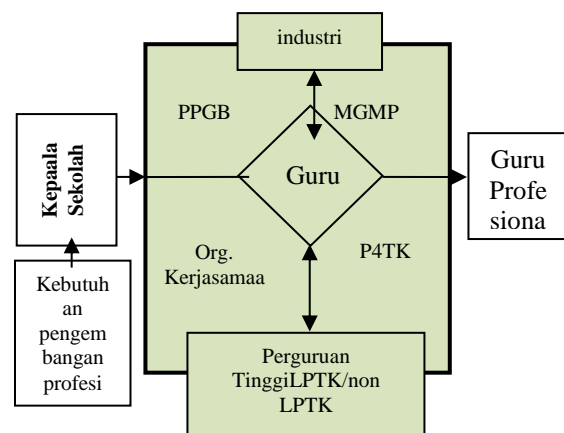 industri
PPGB
MGMP
Kepaala
Sekolah
Guru
Guru
Profe
siona
Org.
Kerjasamaa
P4TK
Kebutuh
an
pengem
bangan
profesi
Perguruan
TinggiLPTK/non
LPTK